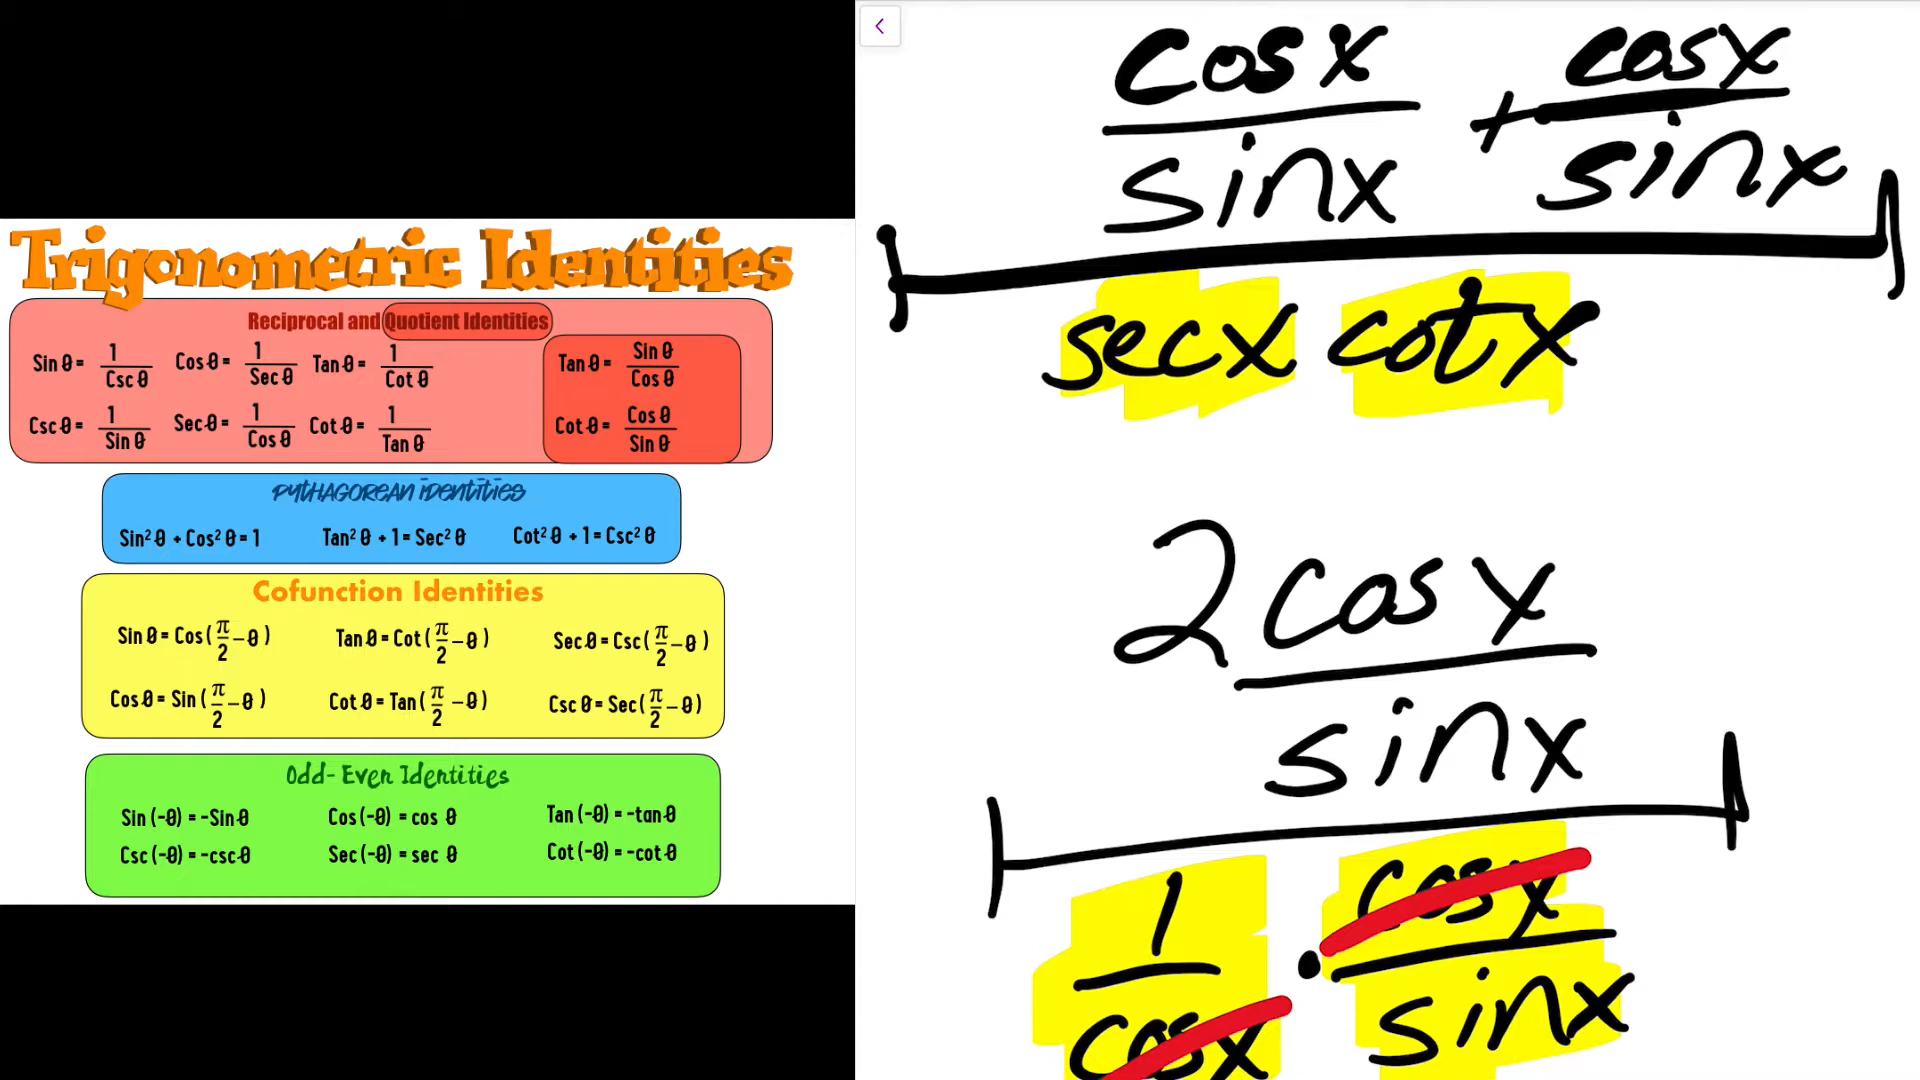 Trigonometric Identities
Reciprocal and Quotient Identities
Sin θ = 1 / Csc θ Cos θ = 1 / Sec θ Tan θ = 1 / Cot θ Tan θ = Sin θ / Cos θ
Csc θ = 1 / Sin θ Sec θ = 1 / Cos θ Cot θ = 1 / Tan θ Cot θ = Cos θ / Sin θ
Pythagorean Identities
Sin² θ + Cos² θ = 1 Tan² θ + 1 = Sec² θ Cot² θ + 1 = Csc² θ
Cofunction Identities
Sin θ = Cos ( π/2 – θ ) Tan θ = Cot ( π/2 – θ ) Sec θ = Csc ( π/2 – θ )
Cos θ = Sin ( π/2 – θ ) Cot θ = Tan ( π/2 – θ ) Csc θ = Sec ( π/2 – θ )
Odd- Even Identities
Sin (-θ) = -Sin θ Cos (-θ) = cos θ Tan (-θ) = -tan θ
Csc (-θ) = -csc θ Sec (-θ) = sec θ Cot (-θ) = -cot θ
cos x + cos x
sin x sin x
sec x cot x
2 cos x
sin x
1 · cos x
cos x sin x